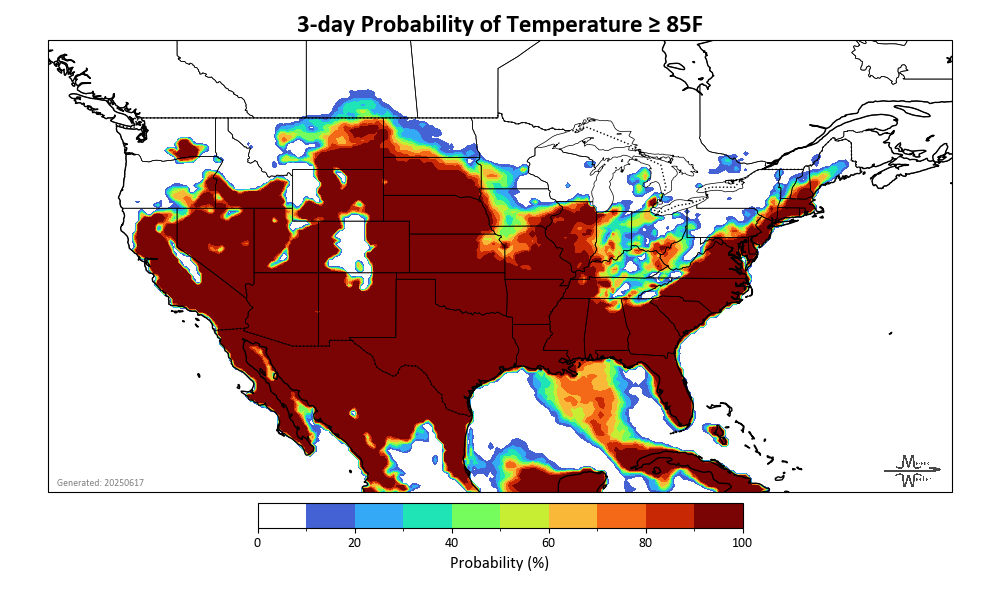 3-day Probability of Temperature ≥ 85F
Generated: 20250617
0 20 40 60 80 100
Probability (%)